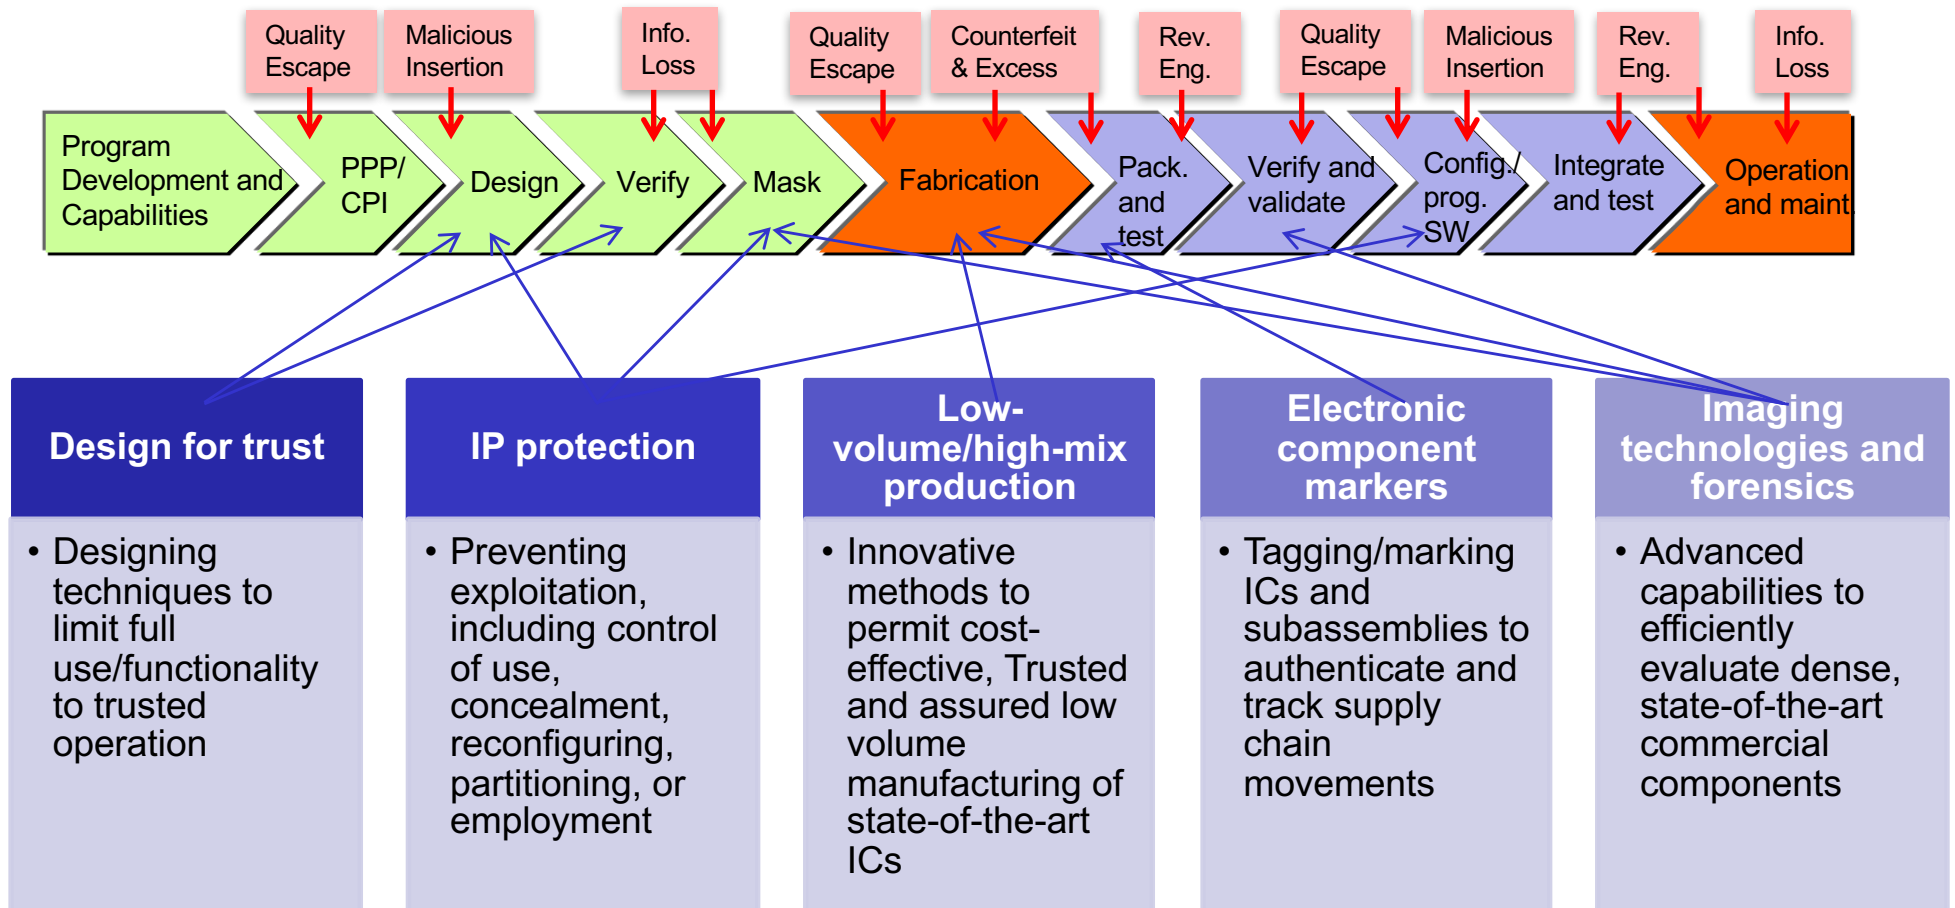 Quality
Escape
Malicious
Insertion
Info.
Loss
Quality
Escape
Counterfeit
& Excess
Rev.
Eng.
Quality
Escape
Malicious
Insertion
Rev.
Eng.
Info.
Loss
Program
Development and
Capabilities
PPP/
CPI
Design
Verify
Mask
Fabrication
Pack.
and
test
Verify and
validate
Config./
prog.
SW
Integrate
and test
Operation
and maint.
Design for trust
• Designing
techniques to
limit full
use/functionality
to trusted
operation
IP protection
• Preventing
exploitation,
including control
of use,
concealment,
reconfiguring,
partitioning, or
employment
Low-
volume/high-mix
production
• Innovative
methods to
permit cost-
effective, Trusted
and assured low
volume
manufacturing of
state-of-the-art
ICs
Electronic
component
markers
• Tagging/marking
ICs and
subassemblies to
authenticate and
track supply
chain
movements
Imaging
technologies and
forensics
• Advanced
capabilities to
efficiently
evaluate dense,
state-of-the-art
commercial
components